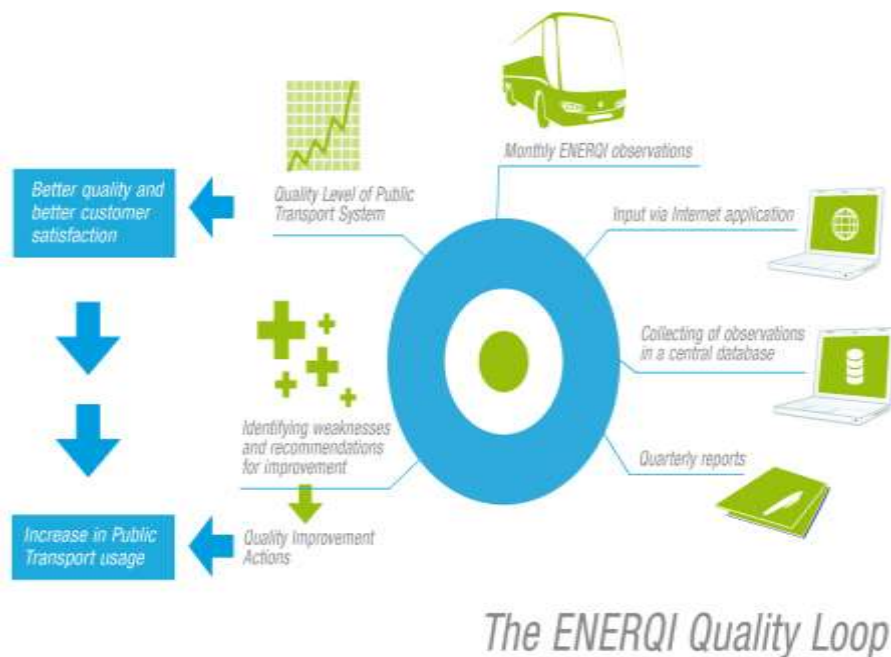 Monthly ENERQI observations
Better quality and
better customer
satisfaction
Quality Level of Public
Transport System
Input via Internet application
Collecting of observations
in a central database
Identifying weaknesses
and recommendations
for improvement
Quarterly reports
Increase in Public
Transport usage
Quality Improvement
Actions
The ENERQI Quality Loop